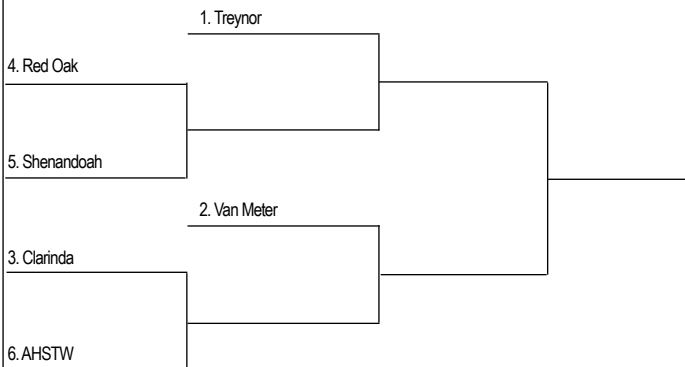 1. Treynor
4. Red Oak
5. Shenandoah
2. Van Meter
3. Clarinda
6. AHSTW